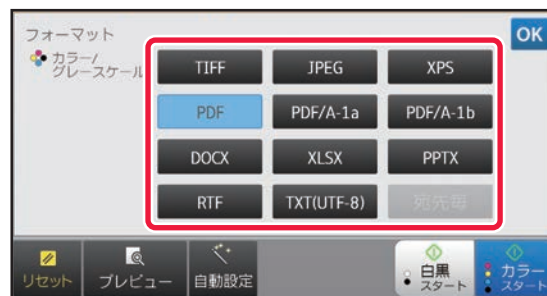 フォーマット
OK
カラー/
グレースケール
TIFF
JPEG
XPS
PDF
PDF/A-1a
PDF/A-1b
DOCX
XLSX
PPTX
RTF
TXT(UTF-8)
宛先毎
リセット
プレビュー
自動設定
白黒
スタート
カラー
スタート